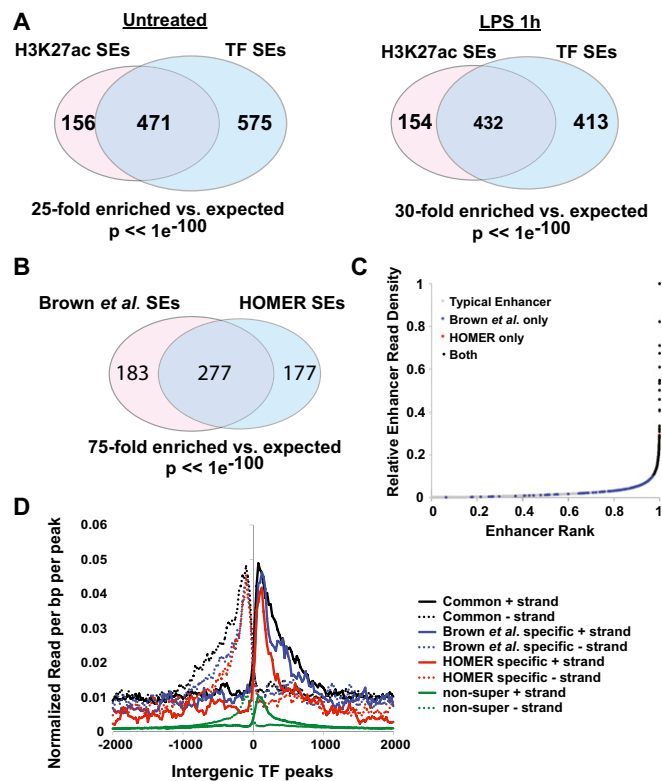 A
Untreated
H3K27ac SEs
TF SEs
156
471
575
25-fold enriched vs. expected
p << 1e-100
LPS 1h
H3K27ac SEs
TF SEs
154
432
413
30-fold enriched vs. expected
p << 1e-100
B
Brown et al. SEs
HOMER SEs
183
277
177
75-fold enriched vs. expected
p << 1e-100
C
Relative Enhancer Read Density
1
0.8
0.6
0.4
0.2
0
Typical Enhancer
Brown et al. only
HOMER only
Both
0
0.2
0.4
0.6
0.8
1
Enhancer Rank
D
Normalized Read per bp per peak
0.06
0.05
0.04
0.03
0.02
0.01
0
-2000
-1000
0
1000
2000
Intergenic TF peaks
Common + strand
Common - strand
Brown et al. specific + strand
Brown et al. specific - strand
HOMER specific + strand
HOMER specific - strand
non-super + strand
non-super - strand